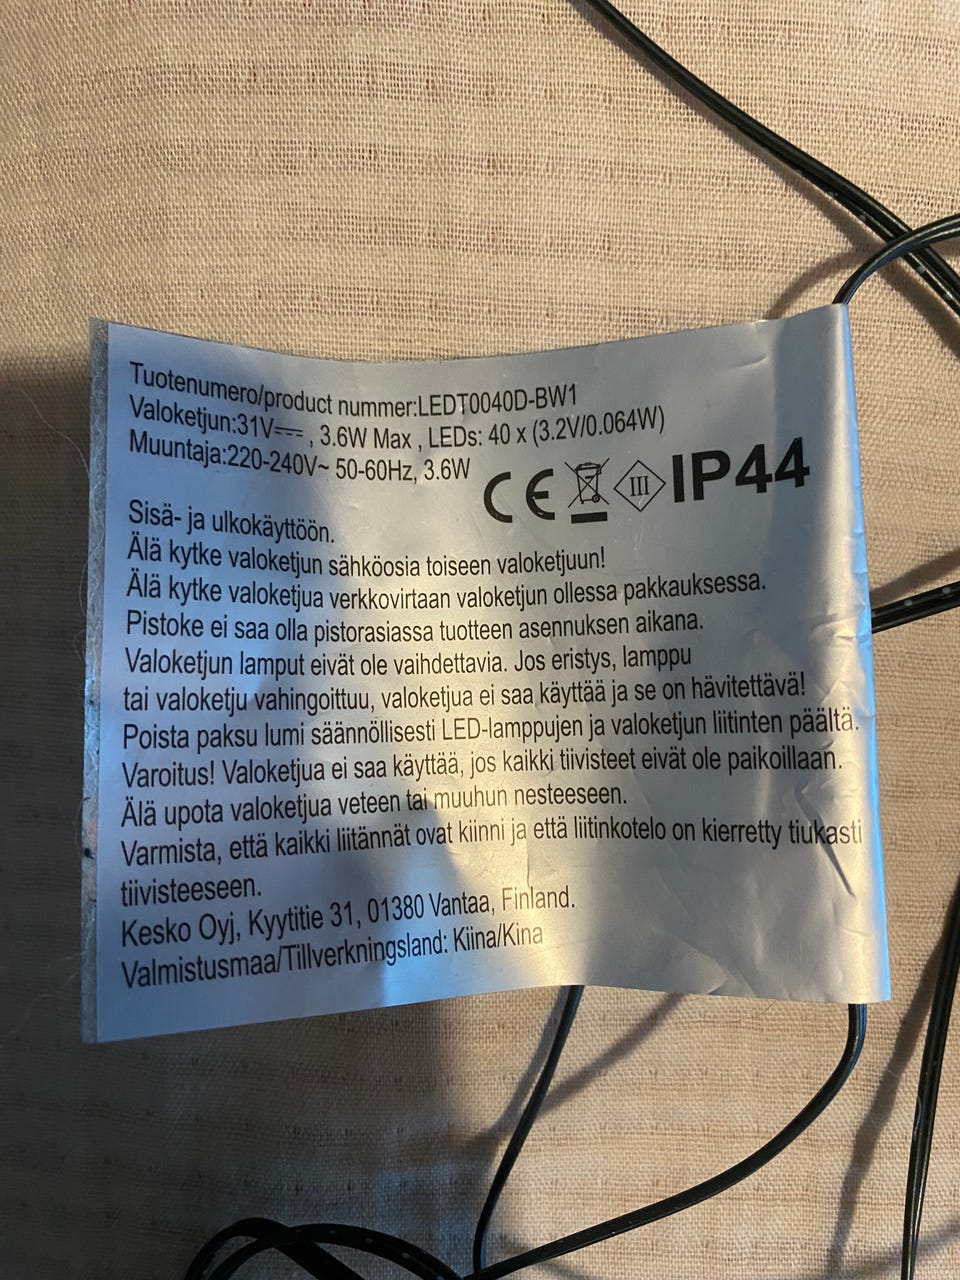 Tuotenumero/product nummer:LEDT0040D-BW1
Valoketjun:31V⎓ , 3.6W Max , LEDs: 40 x (3.2V/0.064W)
Muuntaja:220-240V~ 50-60Hz, 3.6W
CE III IP44
Sisä- ja ulkokäyttöön.
Älä kytke valoketjun sähköosia toiseen valoketjuun!
Älä kytke valoketjua verkkovirtaan valoketjun ollessa pakkauksessa.
Pistoke ei saa olla pistorasiassa tuotteen asennuksen aikana.
Valoketjun lamput eivät ole vaihdettavia. Jos eristys, lamppu
tai valoketju vahingoittuu, valoketjua ei saa käyttää ja se on hävitettävä!
Poista paksu lumi säännöllisesti LED-lamppujen ja valoketjun liitinten päältä.
Varoitus! Valoketjua ei saa käyttää, jos kaikki tiivisteet eivät ole paikoillaan.
Älä upota valoketjua veteen tai muuhun nesteeseen.
Varmista, että kaikki liitännät ovat kiinni ja että liitinkotelo on kierretty tiukasti
tiivisteeseen.
Kesko Oyj, Kyytitie 31, 01380 Vantaa, Finland.
Valmistusmaa/Tillverkningsland: Kiina/Kina